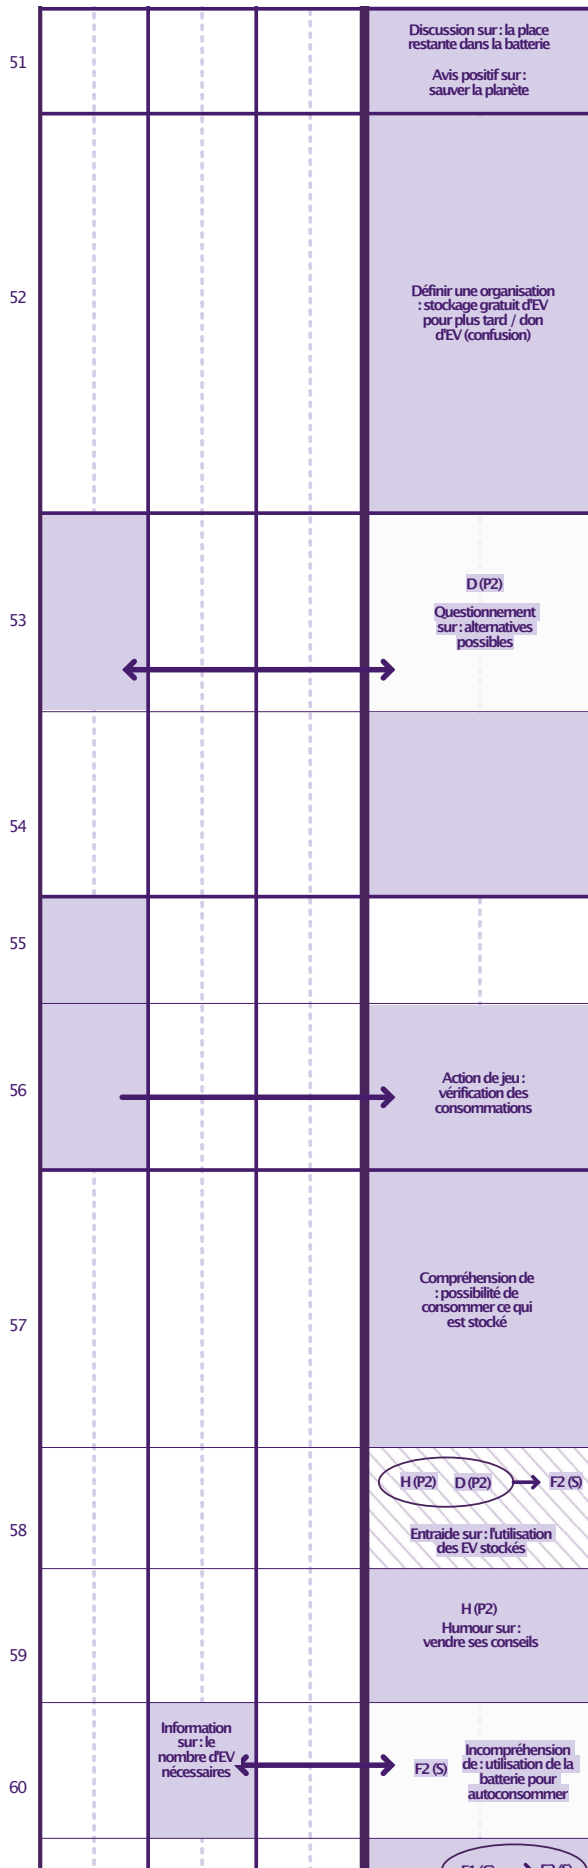 51
Discussion sur : la place
restante dans la batterie
Avis positif sur :
sauver la planète
52
Définir une organisation
: stockage gratuit d'EV
pour plus tard / don
d'EV (confusion)
53
D (P2)
Questionnement
sur : alternatives
possibles
54
55
56
Action de jeu :
vérification des
consommations
57
Compréhension de
: possibilité de
consommer ce qui
est stocké
58
H (P2) D (P2) F2 (S)
Entraide sur : l'utilisation
des EV stockés
59
H (P2)
Humour sur :
vendre ses conseils
60
Information
sur : le
nombre d'EV
nécessaires
F2 (S)
Incompréhension
de : utilisation de la
batterie pour
autoconsommer